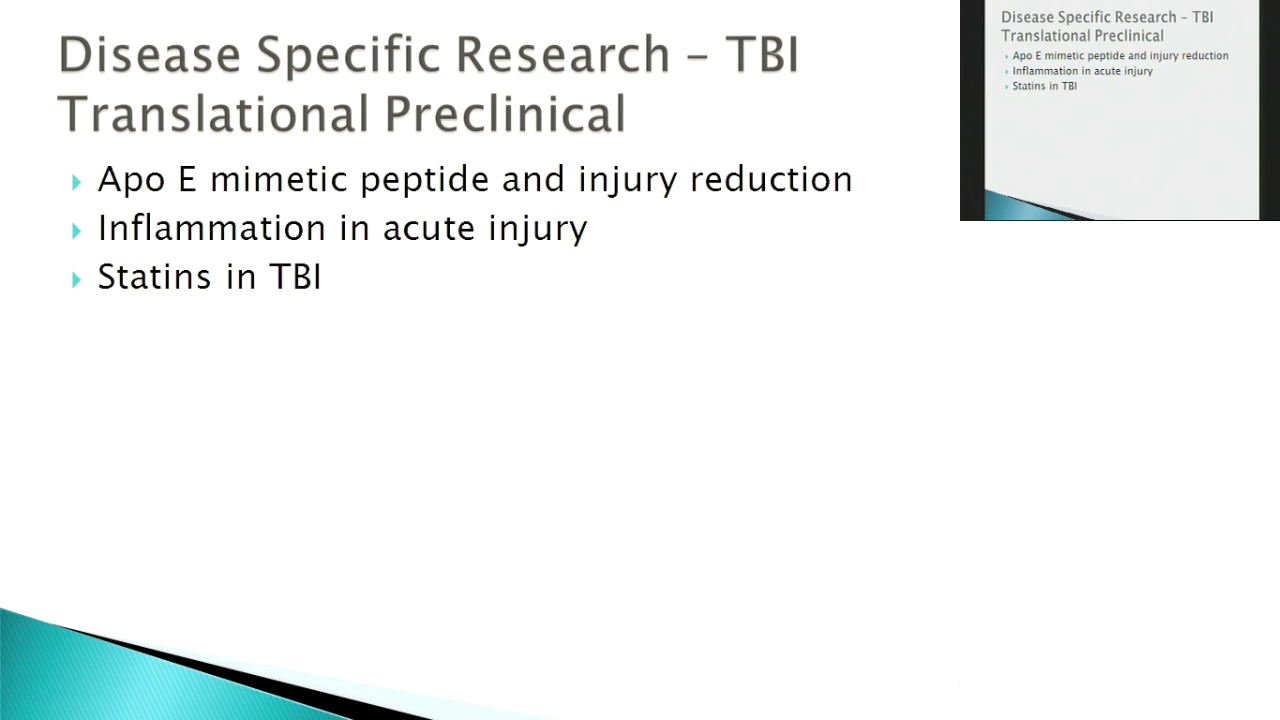 Disease Specific Research – TBI
Translational Preclinical
Apo E mimetic peptide and injury reduction
Inflammation in acute injury
Statins in TBI
Disease Specific Research – TBI
Translational Preclinical
Apo E mimetic peptide and injury reduction
Inflammation in acute injury
Statins in TBI